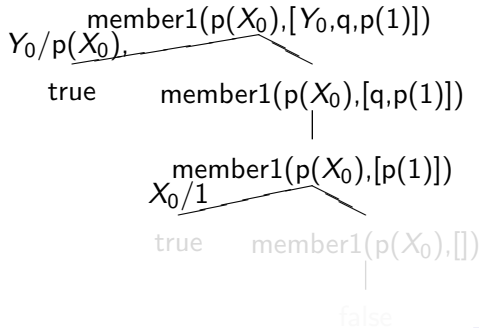 member1(p(X₀),[Y₀,q,p(1)])
Y₀/p(X₀),
true member1(p(X₀),[q,p(1)])
member1(p(X₀),[p(1)])
X₀/1
true member1(p(X₀),[])
false